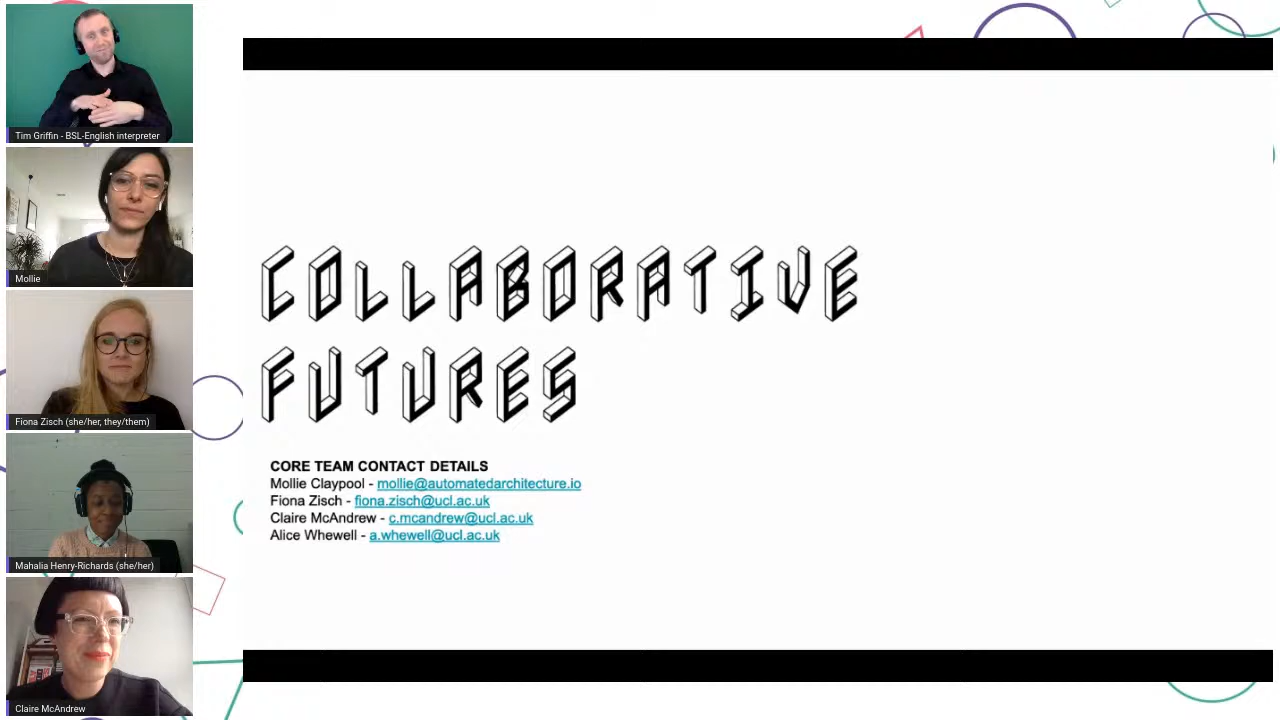 Tim Griffin - BSL-English interpreter
Mollie
Fiona Zisch (she/her, they/them)
Mahalia Henry-Richards (she/her)
Claire McAndrew
COLLABORATIVE
FUTURES
CORE TEAM CONTACT DETAILS
Mollie Claypool - mollie@automatedarchitecture.io
Fiona Zisch - fiona.zisch@ucl.ac.uk
Claire McAndrew - c.mcandrew@ucl.ac.uk
Alice Whewell - a.whewell@ucl.ac.uk